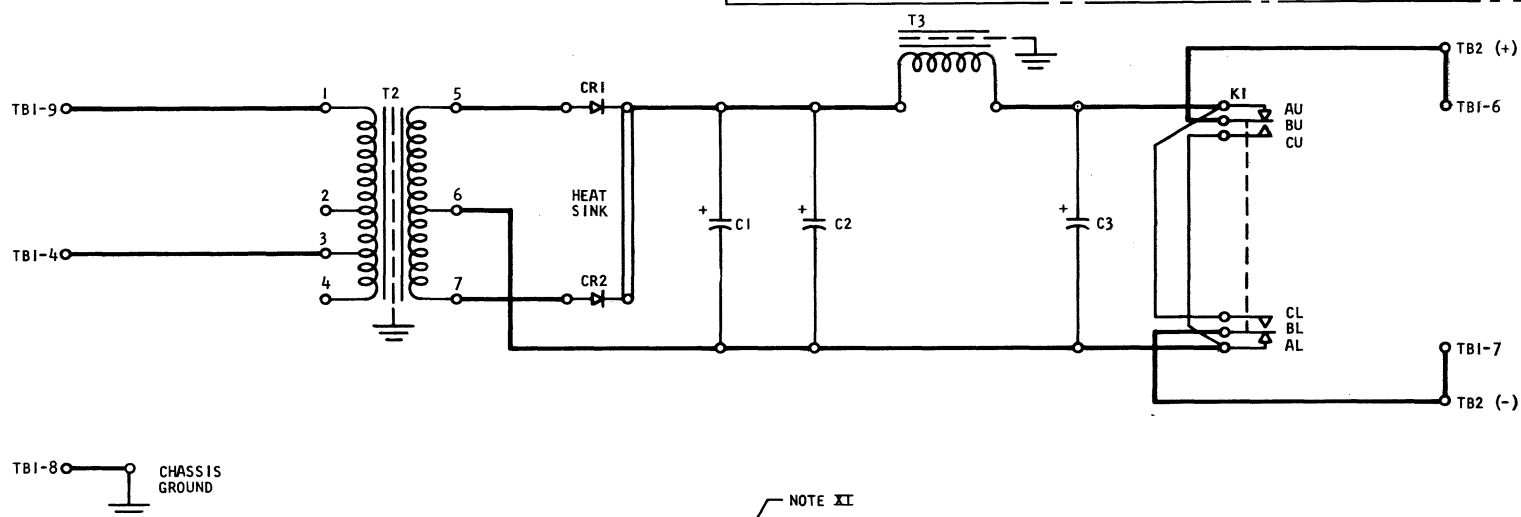 T3
TB2 (+)
CR1
K1
1
T2
5
TB1-9
TB1-6
AU
BU
CU
2
6
HEAT
SINK
+
C1
+
C2
+
C3
3
TB1-4
4
CR2
7
CL
BL
AL
TB1-7
TB2 (-)
TB1-8
CHASSIS
GROUND
NOTE XI